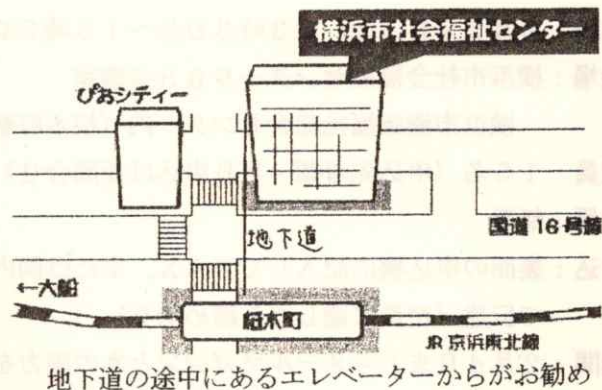 横浜市社会福祉センター
ぴおシティー
国道16号線
地下道
←大船
桜木町
JR京浜東北線
地下道の途中にあるエレベーターからがお勧め